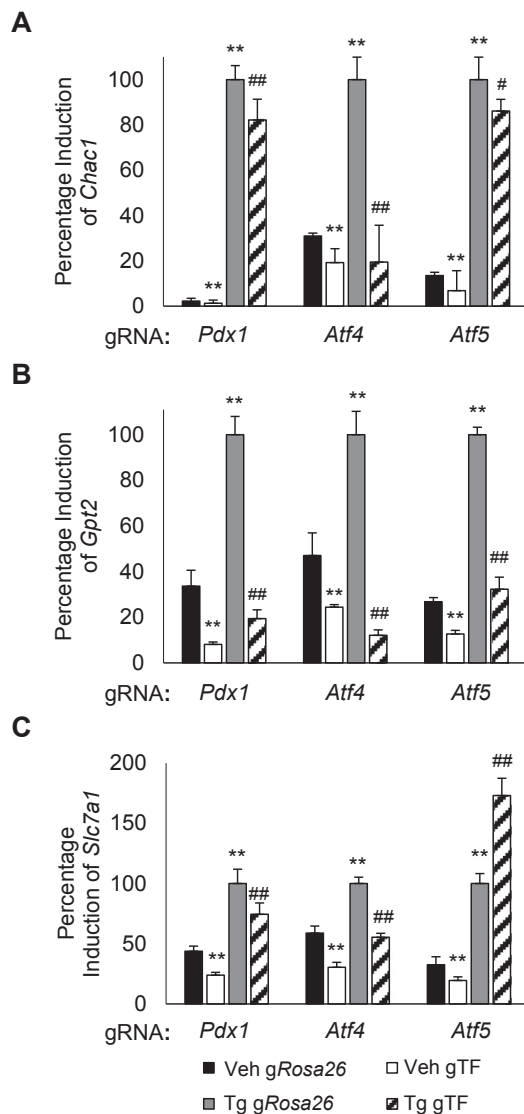 A
Percentage Induction
of Chac1
100
80
60
40
20
0
** ** ##
** ** ##
** ** #
gRNA: Pdx1 Atf4 Atf5
B
Percentage Induction
of Gpt2
100
80
60
40
20
0
** ** ##
** ** ##
** ** ##
gRNA: Pdx1 Atf4 Atf5
C
Percentage
Induction of Slc7a1
200
150
100
50
0
** ** ##
** ** ##
** ** ##
gRNA: Pdx1 Atf4 Atf5
Veh gRosa26 Veh gTF
Tg gRosa26 Tg gTF